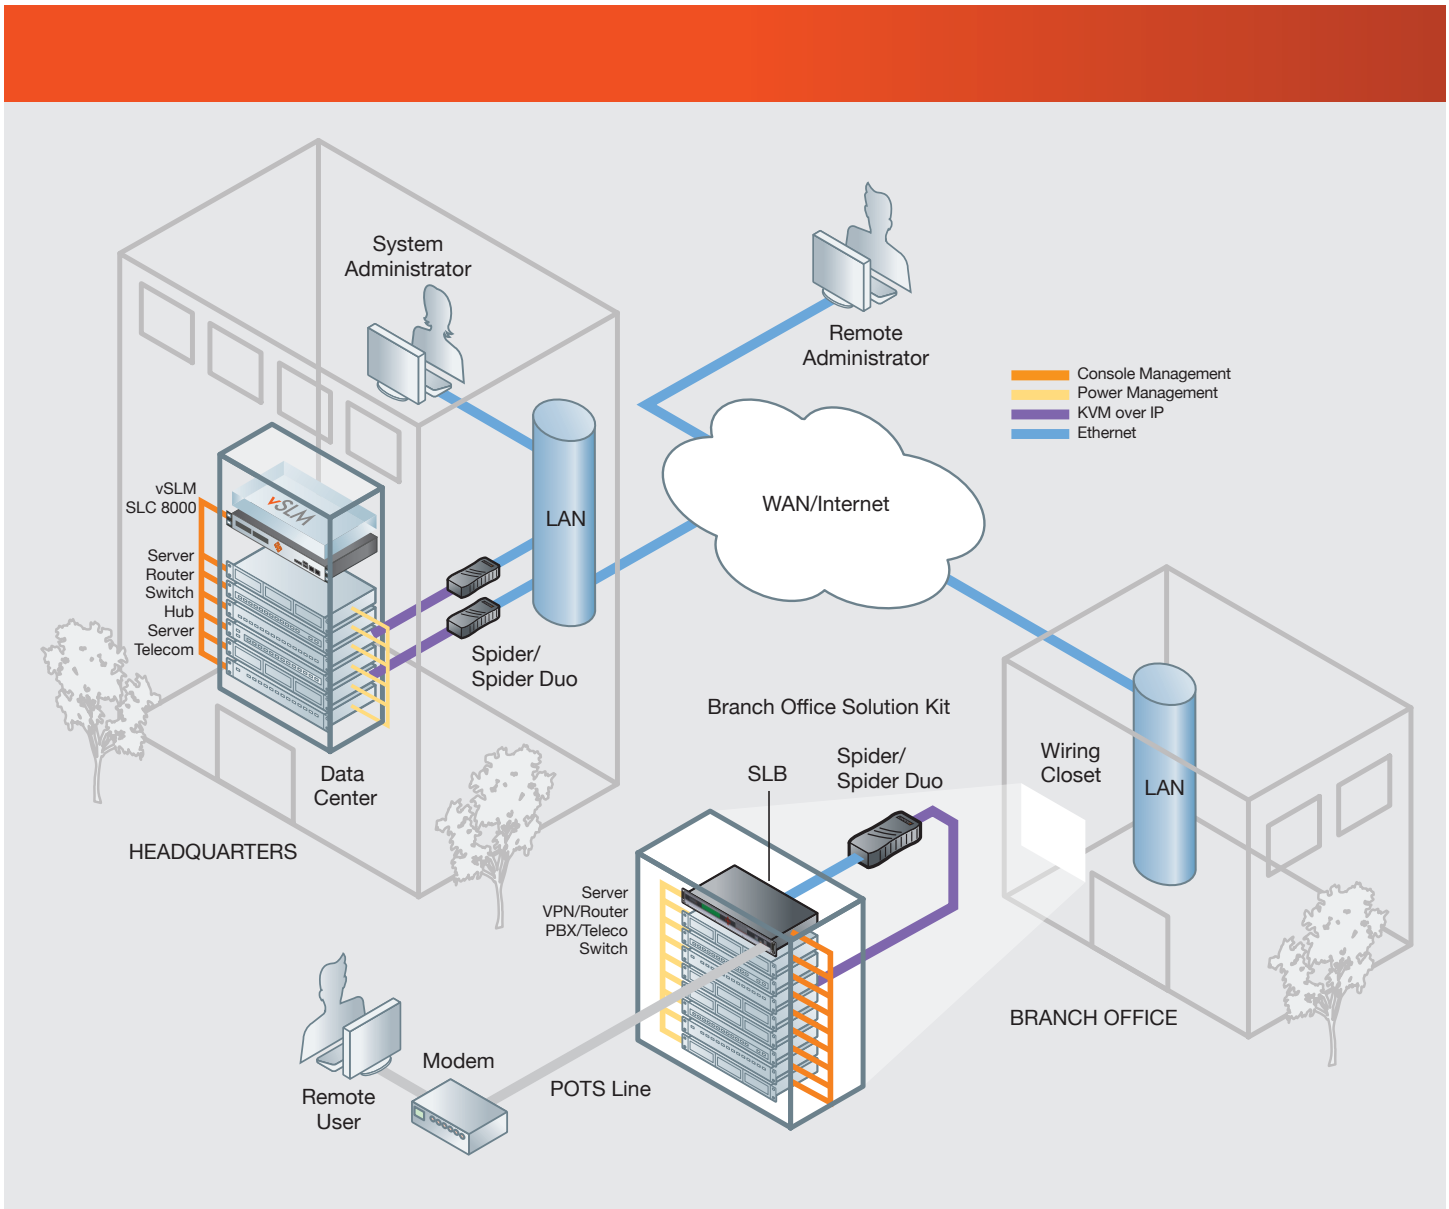 System
Administrator
Remote
Administrator
Console Management
Power Management
KVM over IP
Ethernet
vSLM
SLC 8000
vSLM
LAN
WAN/Internet
Server
Router
Switch
Hub
Server
Telecom
Spider/
Spider Duo
Data
Center
HEADQUARTERS
Branch Office Solution Kit
SLB
Spider/
Spider Duo
Wiring
Closet
LAN
Server
VPN/Router
PBX/Teleco
Switch
BRANCH OFFICE
Modem
POTS Line
Remote
User